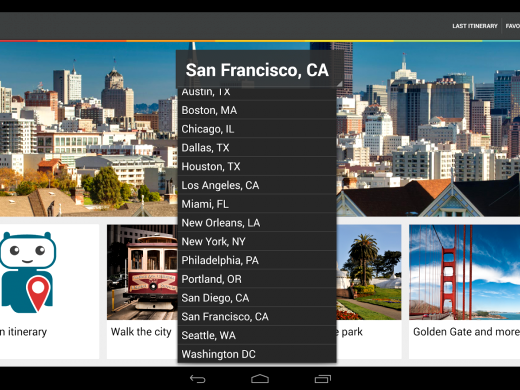 LAST ITINERARY
FAVO
San Francisco, CA
Austin, TX
Boston, MA
Chicago, IL
Dallas, TX
Houston, TX
Los Angeles, CA
Miami, FL
New Orleans, LA
New York, NY
Philadelphia, PA
Portland, OR
San Diego, CA
San Francisco, CA
Seattle, WA
Washington DC
n itinerary
Walk the city
e park
Golden Gate and more